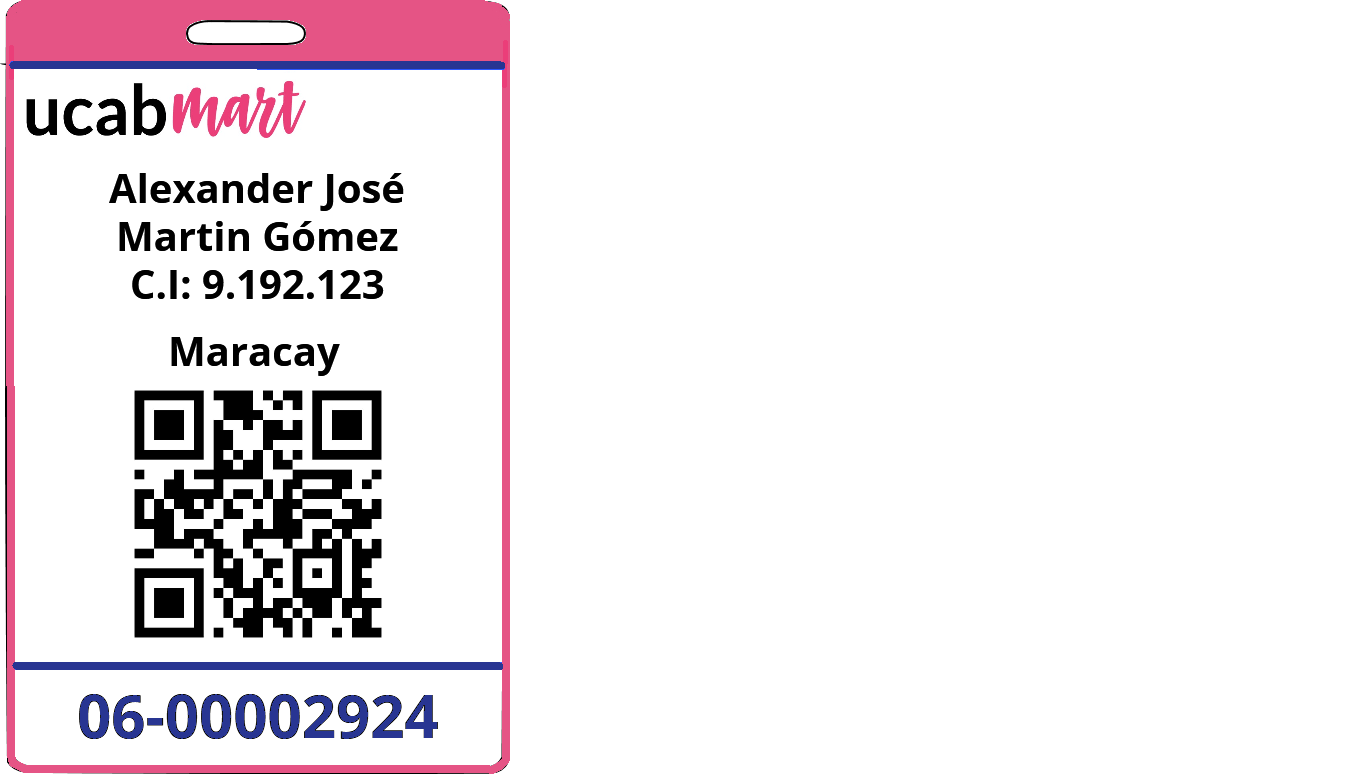 ucabmart
Alexander José
Martin Gómez
C.I: 9.192.123
Maracay
06-00002924